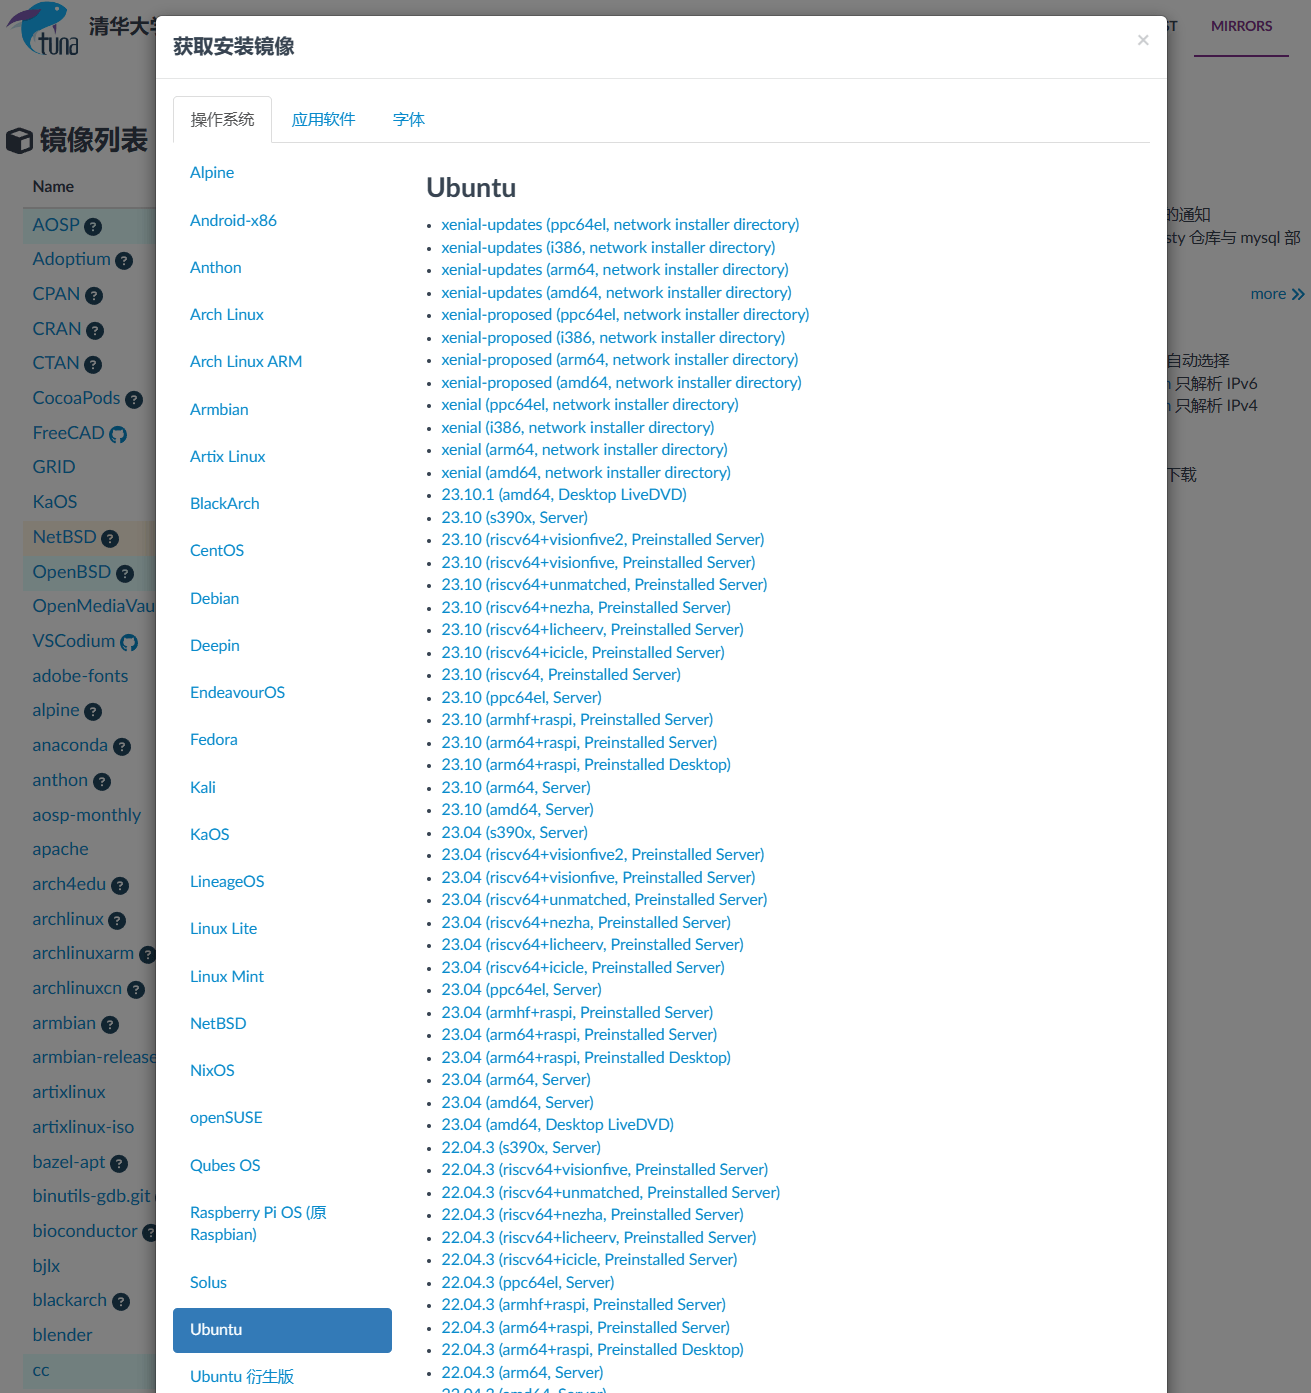 tuna
清华大学
ST
MIRRORS
获取安装镜像
×
操作系统
应用软件
字体
镜像列表
Name
AOSP
Adoptium
CPAN
CRAN
CTAN
CocoaPods
FreeCAD
GRID
KaOS
NetBSD
OpenBSD
OpenMediaVau
VSCodium
adobe-fonts
alpine
anaconda
anthon
aosp-monthly
apache
arch4edu
archlinux
archlinuxarm
archlinuxcn
armbian
armbian-release
artixlinux
artixlinux-iso
bazel-apt
binutils-gdb.git
bioconductor
bjlx
blackarch
blender
cc
Alpine
Android-x86
Anthon
Arch Linux
Arch Linux ARM
Armbian
Artix Linux
BlackArch
CentOS
Debian
Deepin
EndeavourOS
Fedora
Kali
KaOS
LineageOS
Linux Lite
Linux Mint
NetBSD
NixOS
openSUSE
Qubes OS
Raspberry Pi OS (原
Raspbian)
Solus
Ubuntu
Ubuntu 衍生版
Ubuntu
xenial-updates (ppc64el, network installer directory)
xenial-updates (i386, network installer directory)
xenial-updates (arm64, network installer directory)
xenial-updates (amd64, network installer directory)
xenial-proposed (ppc64el, network installer directory)
xenial-proposed (i386, network installer directory)
xenial-proposed (arm64, network installer directory)
xenial-proposed (amd64, network installer directory)
xenial (ppc64el, network installer directory)
xenial (i386, network installer directory)
xenial (arm64, network installer directory)
xenial (amd64, network installer directory)
23.10.1 (amd64, Desktop LiveDVD)
23.10 (s390x, Server)
23.10 (riscv64+visionfive2, Preinstalled Server)
23.10 (riscv64+visionfive, Preinstalled Server)
23.10 (riscv64+unmatched, Preinstalled Server)
23.10 (riscv64+nezha, Preinstalled Server)
23.10 (riscv64+licheerv, Preinstalled Server)
23.10 (riscv64+icicle, Preinstalled Server)
23.10 (riscv64, Preinstalled Server)
23.10 (ppc64el, Server)
23.10 (armhf+raspi, Preinstalled Server)
23.10 (arm64+raspi, Preinstalled Server)
23.10 (arm64+raspi, Preinstalled Desktop)
23.10 (arm64, Server)
23.10 (amd64, Server)
23.04 (s390x, Server)
23.04 (riscv64+visionfive2, Preinstalled Server)
23.04 (riscv64+visionfive, Preinstalled Server)
23.04 (riscv64+unmatched, Preinstalled Server)
23.04 (riscv64+nezha, Preinstalled Server)
23.04 (riscv64+licheerv, Preinstalled Server)
23.04 (riscv64+icicle, Preinstalled Server)
23.04 (ppc64el, Server)
23.04 (armhf+raspi, Preinstalled Server)
23.04 (arm64+raspi, Preinstalled Server)
23.04 (arm64+raspi, Preinstalled Desktop)
23.04 (arm64, Server)
23.04 (amd64, Server)
23.04 (amd64, Desktop LiveDVD)
22.04.3 (s390x, Server)
22.04.3 (riscv64+visionfive, Preinstalled Server)
22.04.3 (riscv64+unmatched, Preinstalled Server)
22.04.3 (riscv64+nezha, Preinstalled Server)
22.04.3 (riscv64+licheerv, Preinstalled Server)
22.04.3 (riscv64+icicle, Preinstalled Server)
22.04.3 (ppc64el, Server)
22.04.3 (armhf+raspi, Preinstalled Server)
22.04.3 (arm64+raspi, Preinstalled Server)
22.04.3 (arm64+raspi, Preinstalled Desktop)
22.04.3 (arm64, Server)
22.04.3 (amd64, Server)
的通知
sty 仓库与 mysql 部
more
自动选择
只解析 IPv6
只解析 IPv4
下载